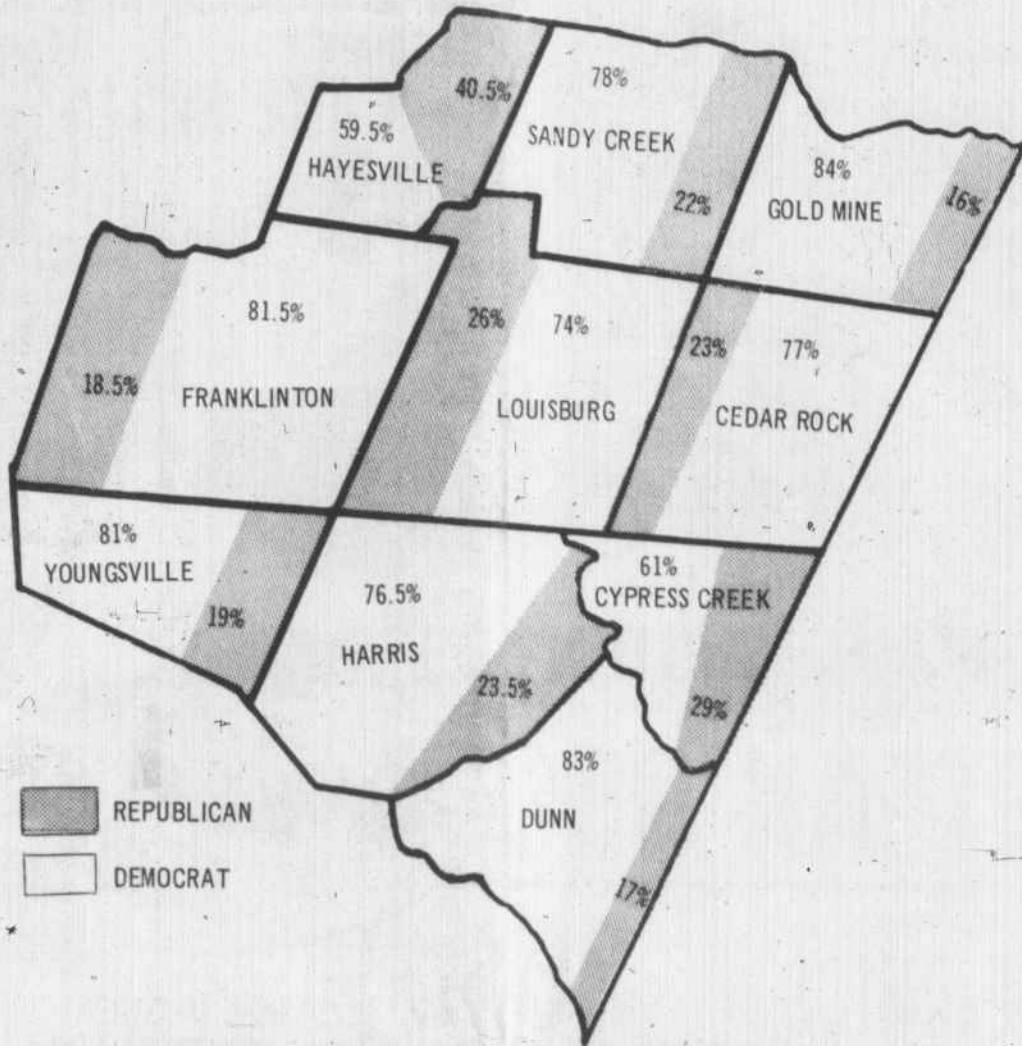 40.5%
59.5%
HAYESVILLE
78%
SANDY CREEK
22%
84%
GOLD MINE
16%
18.5%
81.5%
FRANKLINTON
26%
74%
LOUISBURG
23%
77%
CEDAR ROCK
81%
YOUNGSVILLE
19%
76.5%
HARRIS
23.5%
61%
CYPRESS CREEK
29%
83%
DUNN
17%
REPUBLICAN
DEMOCRAT